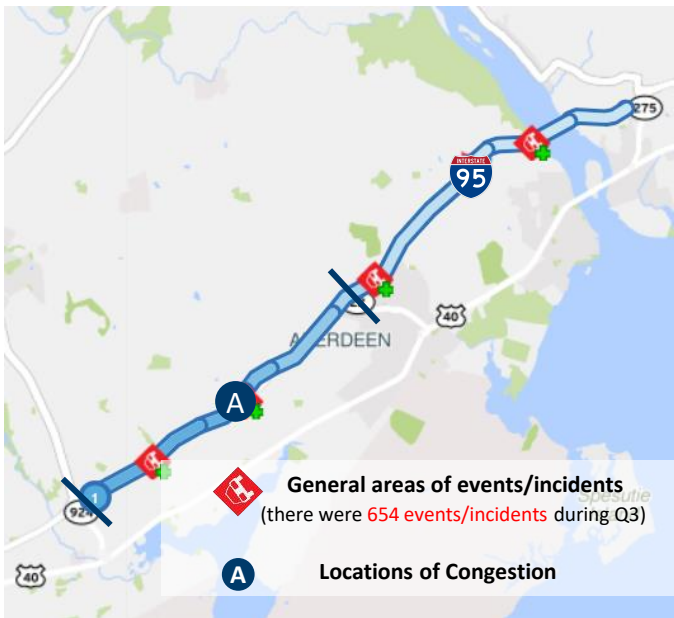 275
INTERSTATE
95
40
ABERDEEN
A
1
924
General areas of events/incidents
(there were 654 events/incidents during Q3)
Spesutie
40
A
Locations of Congestion